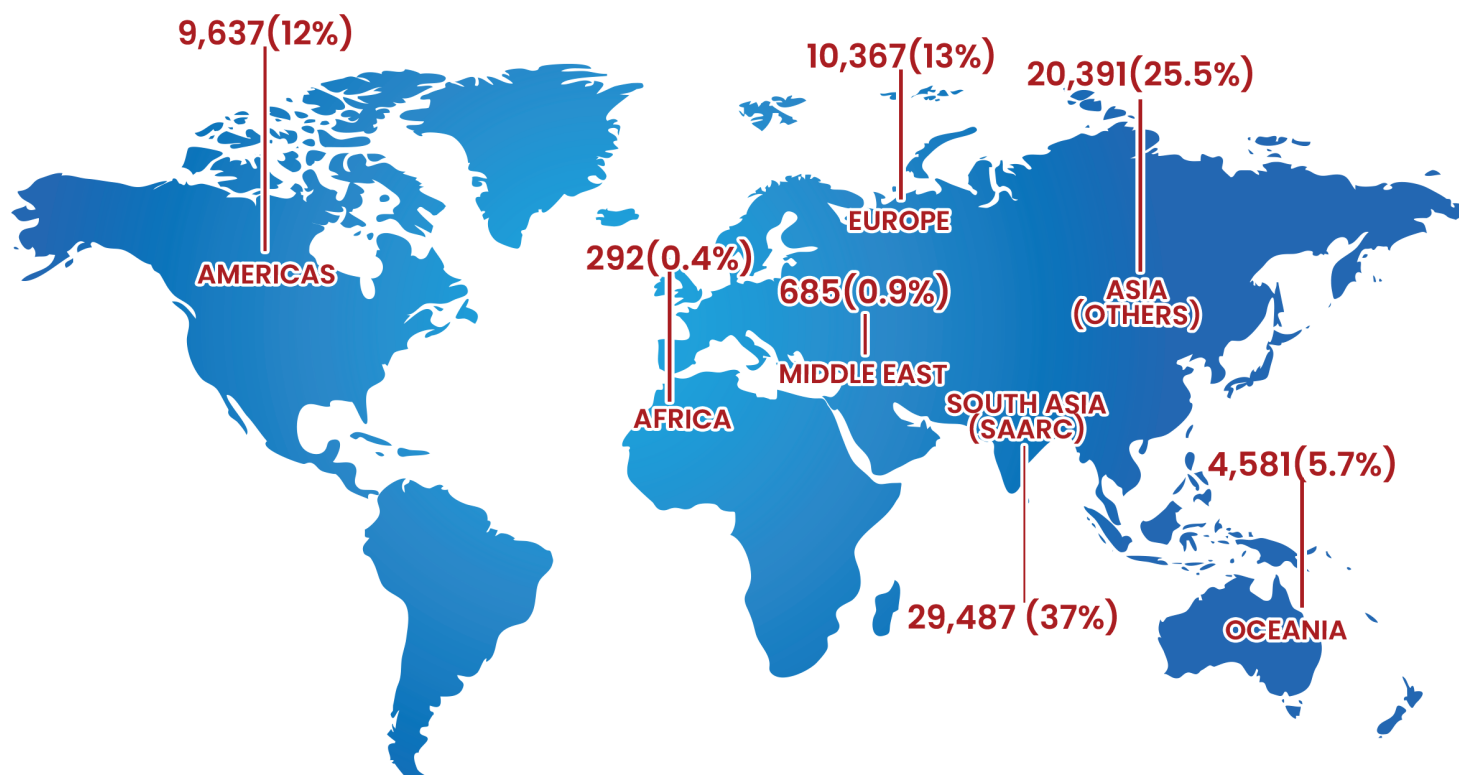 9,637(12%)
AMERICAS
10,367(13%)
EUROPE
20,391(25.5%)
ASIA
(OTHERS)
292(0.4%)
AFRICA
685(0.9%)
MIDDLE EAST
SOUTH ASIA
(SAARC)
29,487 (37%)
4,581(5.7%)
OCEANIA